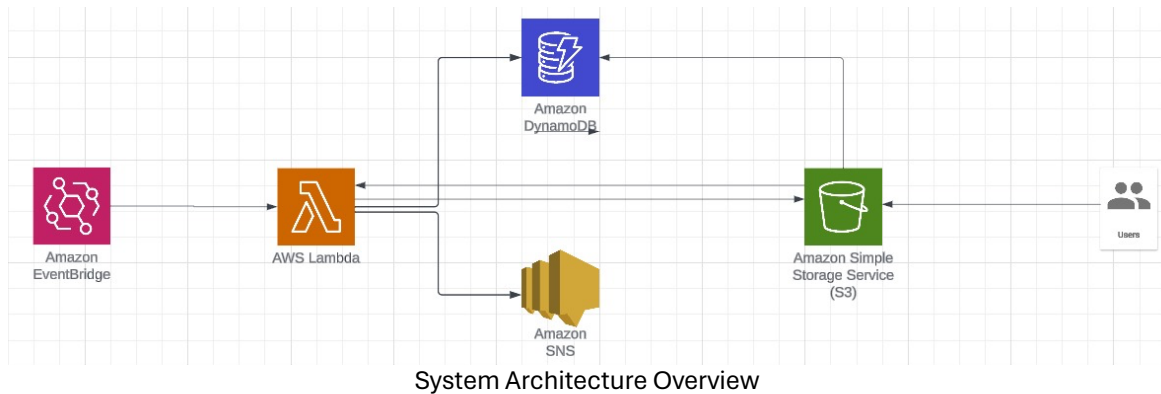 Amazon
DynamoDB
Amazon
EventBridge
AWS Lambda
Amazon Simple
Storage Service
(S3)
Users
Amazon
SNS
System Architecture Overview